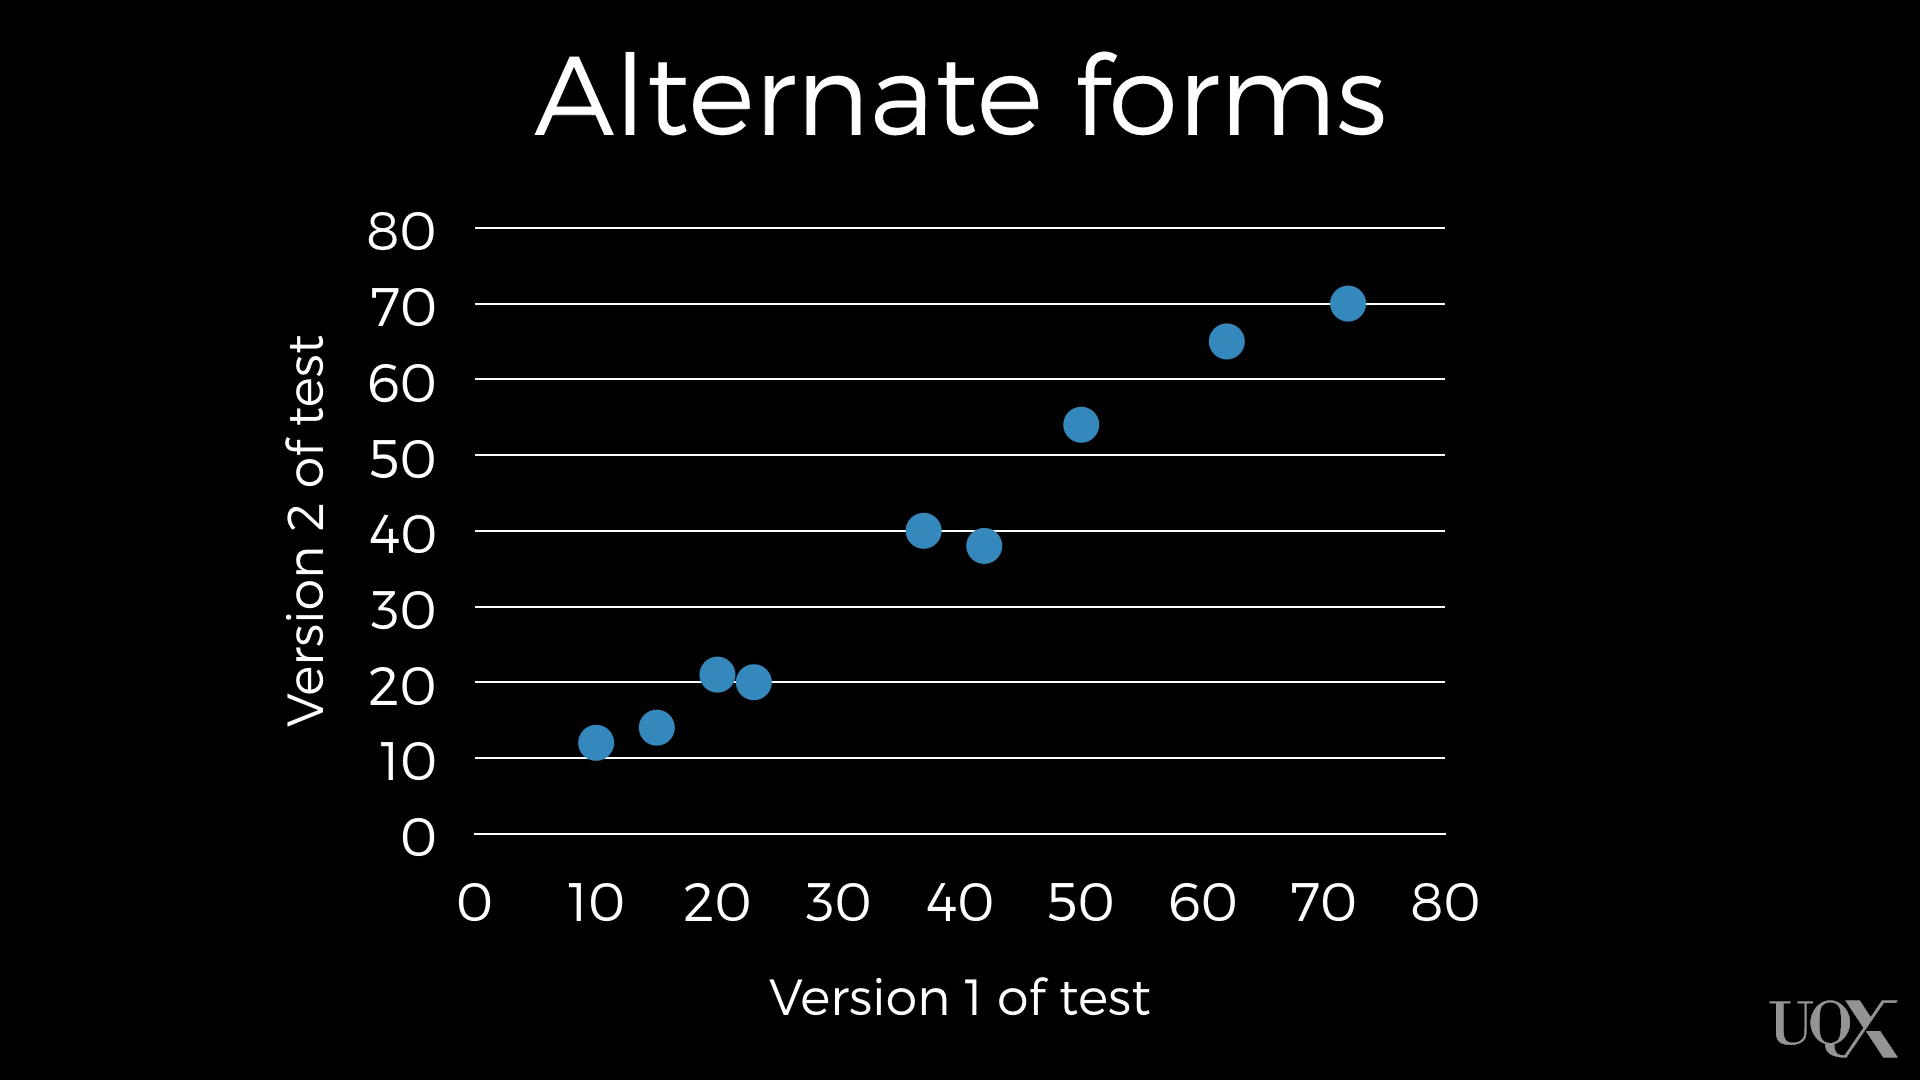 Alternate forms
80
70
60
50
40
30
20
10
0
Version 2 of test
0 10 20 30 40 50 60 70 80
Version 1 of test
UQX